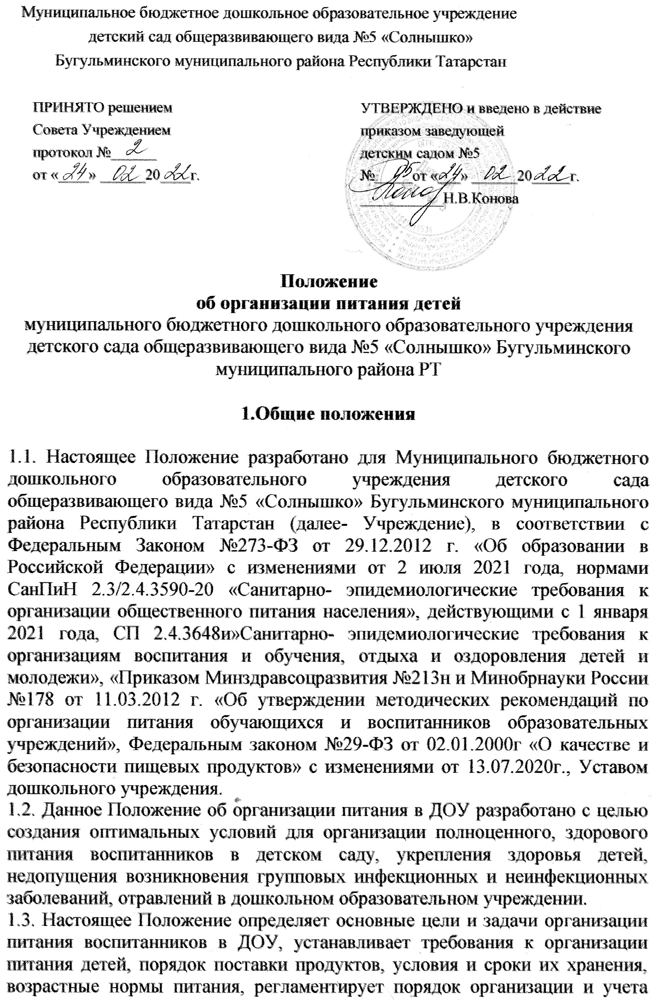 Муниципальное бюджетное дошкольное образовательное учреждение
детский сад общеразвивающего вида №5 «Солнышко»
Бугульминского муниципального района Республики Татарстан
ПРИНЯТО решением
Совета Учреждением
протокол № 2
от «24» 02 2022г.
УТВЕРЖДЕНО и введено в действие
приказом заведующей
детским садом №5
№ 95 от «24» 02 2022г.
Н.В.Конова
Положение
об организации питания детей
муниципального бюджетного дошкольного образовательного учреждения
детского сада общеразвивающего вида №5 «Солнышко» Бугульминского
муниципального района РТ
1.Общие положения
1.1. Настоящее Положение разработано для Муниципального бюджетного
дошкольного образовательного учреждения детского сада
общеразвивающего вида №5 «Солнышко» Бугульминского муниципального
района Республики Татарстан (далее- Учреждение), в соответствии с
Федеральным Законом №273-ФЗ от 29.12.2012 г. «Об образовании в
Российской Федерации» с изменениями от 2 июля 2021 года, нормами
СанПиН 2.3/2.4.3590-20 «Санитарно- эпидемиологические требования к
организации общественного питания населения», действующими с 1 января
2021 года, СП 2.4.3648и»Санитарно- эпидемиологические требования к
организациям воспитания и обучения, отдыха и оздоровления детей и
молодежи», «Приказом Минздравсоцразвития №213н и Минобрнауки России
№178 от 11.03.2012 г. «Об утверждении методических рекомендаций по
организации питания обучающихся и воспитанников образовательных
учреждений», Федеральным законом №29-ФЗ от 02.01.2000г «О качестве и
безопасности пищевых продуктов» с изменениями от 13.07.2020г., Уставом
дошкольного учреждения.
1.2. Данное Положение об организации питания в ДОУ разработано с целью
создания оптимальных условий для организации полноценного, здорового
питания воспитанников в детском саду, укрепления здоровья детей,
недопущения возникновения групповых инфекционных и неинфекционных
заболеваний, отравлений в дошкольном образовательном учреждении.
1.3. Настоящее Положение определяет основные цели и задачи организации
питания воспитанников в ДОУ, устанавливает требования к организации
питания детей, порядок поставки продуктов, условия и сроки их хранения,
возрастные нормы питания, регламентирует порядок организации и учета